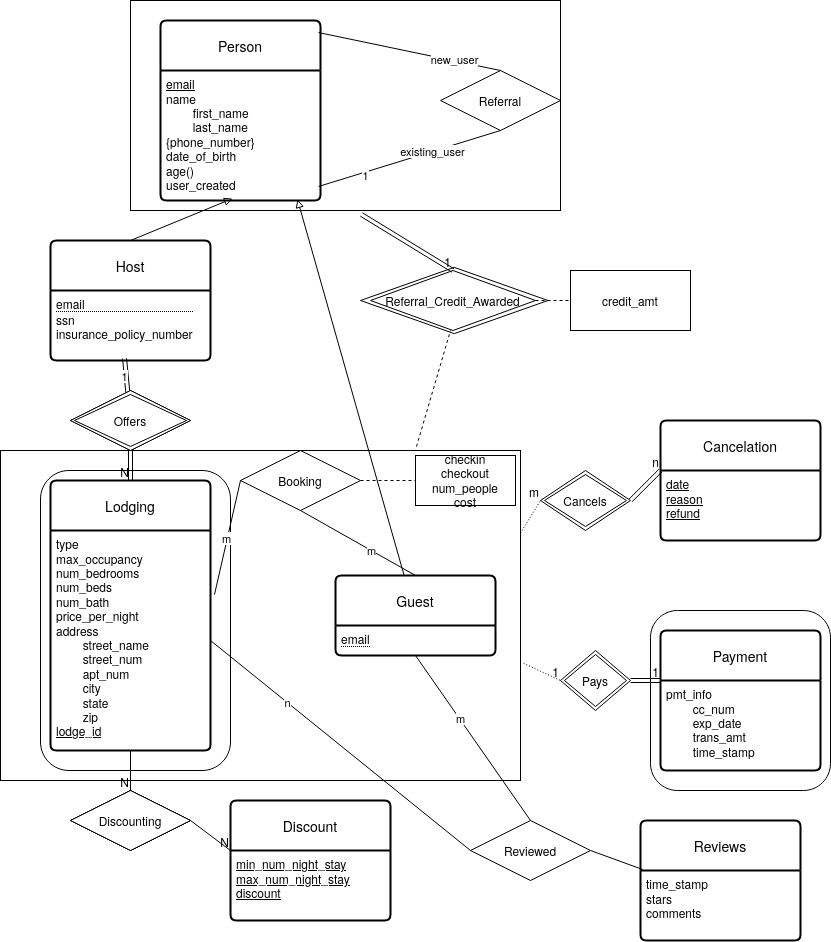 Person
email
name
first_name
last_name
{phone_number}
date_of_birth
age()
user_created
new_user
Referral
existing_user
1
Host
email
ssn
insurance_policy_number
1
Referral_Credit_Awarded
credit_amt
1
Offers
N
Lodging
type
max_occupancy
num_bedrooms
num_beds
num_bath
price_per_night
address
street_name
street_num
apt_num
city
state
zip
lodge_id
Booking
checkin
checkout
num_people
cost
m
m
Guest
email
m
Cancels
n
Cancelation
date
reason
refund
1
Pays
1
Payment
pmt_info
cc_num
exp_date
trans_amt
time_stamp
n
m
N
Discounting
N
Discount
min_num_night_stay
max_num_night_stay
discount
Reviewed
Reviews
time_stamp
stars
comments